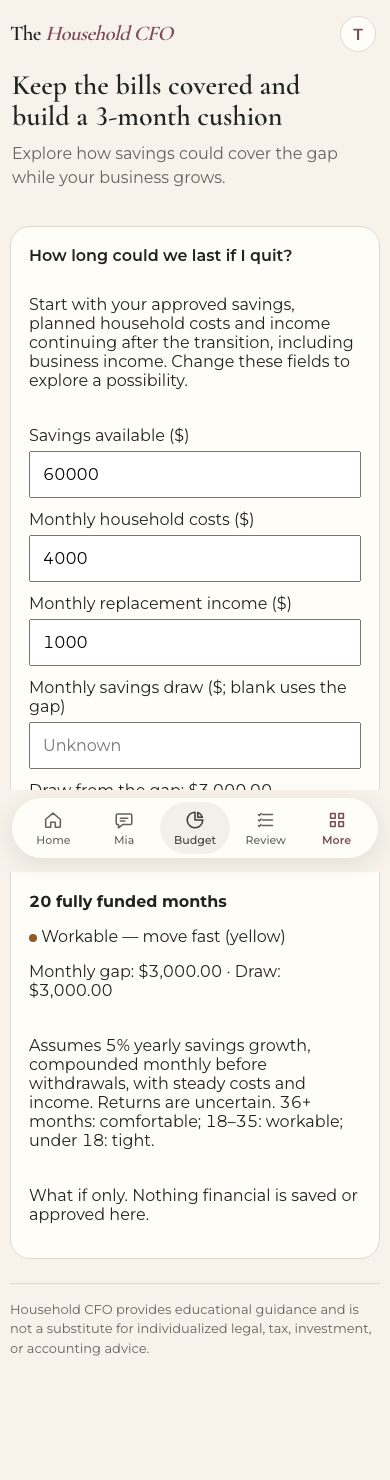 The Household CFO
T
Keep the bills covered and
build a 3-month cushion
Explore how savings could cover the gap
while your business grows.
How long could we last if I quit?
Start with your approved savings,
planned household costs and income
continuing after the transition, including
business income. Change these fields to
explore a possibility.
Savings available ($)
60000
Monthly household costs ($)
4000
Monthly replacement income ($)
1000
Monthly savings draw ($; blank uses the
gap)
Unknown
Draw from the gap: $3,000.00
Home
Mia
Budget
Review
More
20 fully funded months
Workable — move fast (yellow)
Monthly gap: $3,000.00 · Draw:
$3,000.00
Assumes 5% yearly savings growth,
compounded monthly before
withdrawals, with steady costs and
income. Returns are uncertain. 36+
months: comfortable; 18–35: workable;
under 18: tight.
What if only. Nothing financial is saved or
approved here.
Household CFO provides educational guidance and is
not a substitute for individualized legal, tax, investment,
or accounting advice.